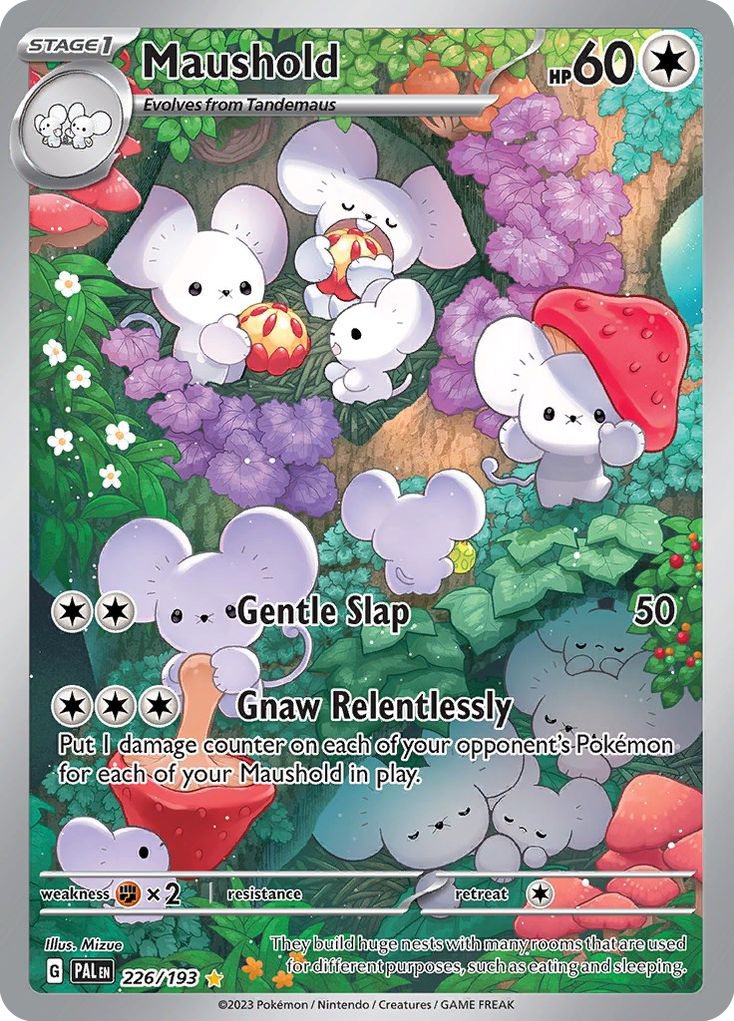 STAGE1
Maushold
HP60
Evolves from Tandemaus
Gentle Slap 50
Gnaw Relentlessly
Put 1 damage counter on each of your opponent's Pokémon
for each of your Maushold in play.
weakness ×2 resistance retreat
Illus. Mizue
They build huge nests with many rooms that are used
for different purposes, such as eating and sleeping.
G PAL EN 226/193
©2023 Pokémon / Nintendo / Creatures / GAME FREAK